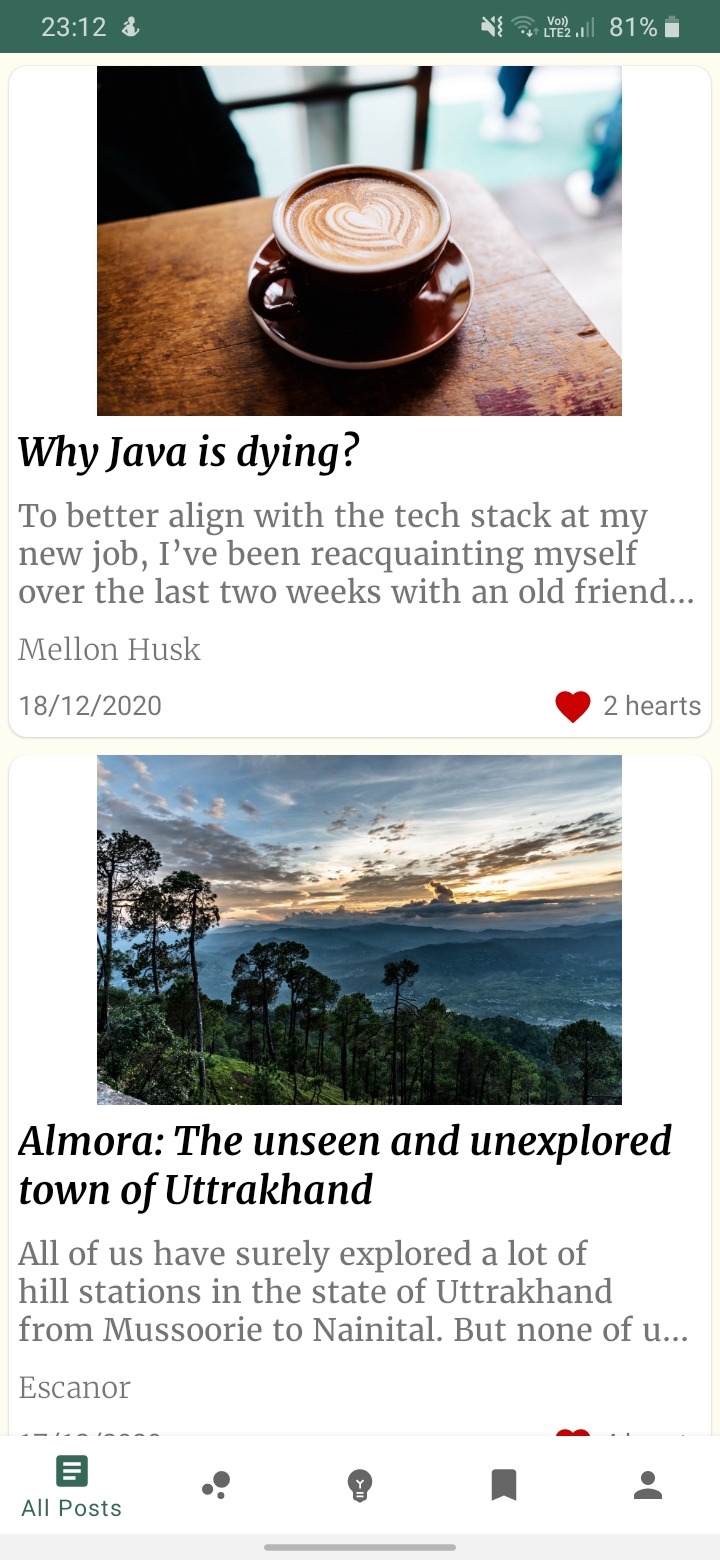 23:12
Vo))
LTE2
81%
Why Java is dying?
To better align with the tech stack at my
new job, I’ve been reacquainting myself
over the last two weeks with an old friend...
Mellon Husk
18/12/2020
2 hearts
Almora: The unseen and unexplored
town of Uttrakhand
All of us have surely explored a lot of
hill stations in the state of Uttrakhand
from Mussoorie to Nainital. But none of u...
Escanor
All Posts